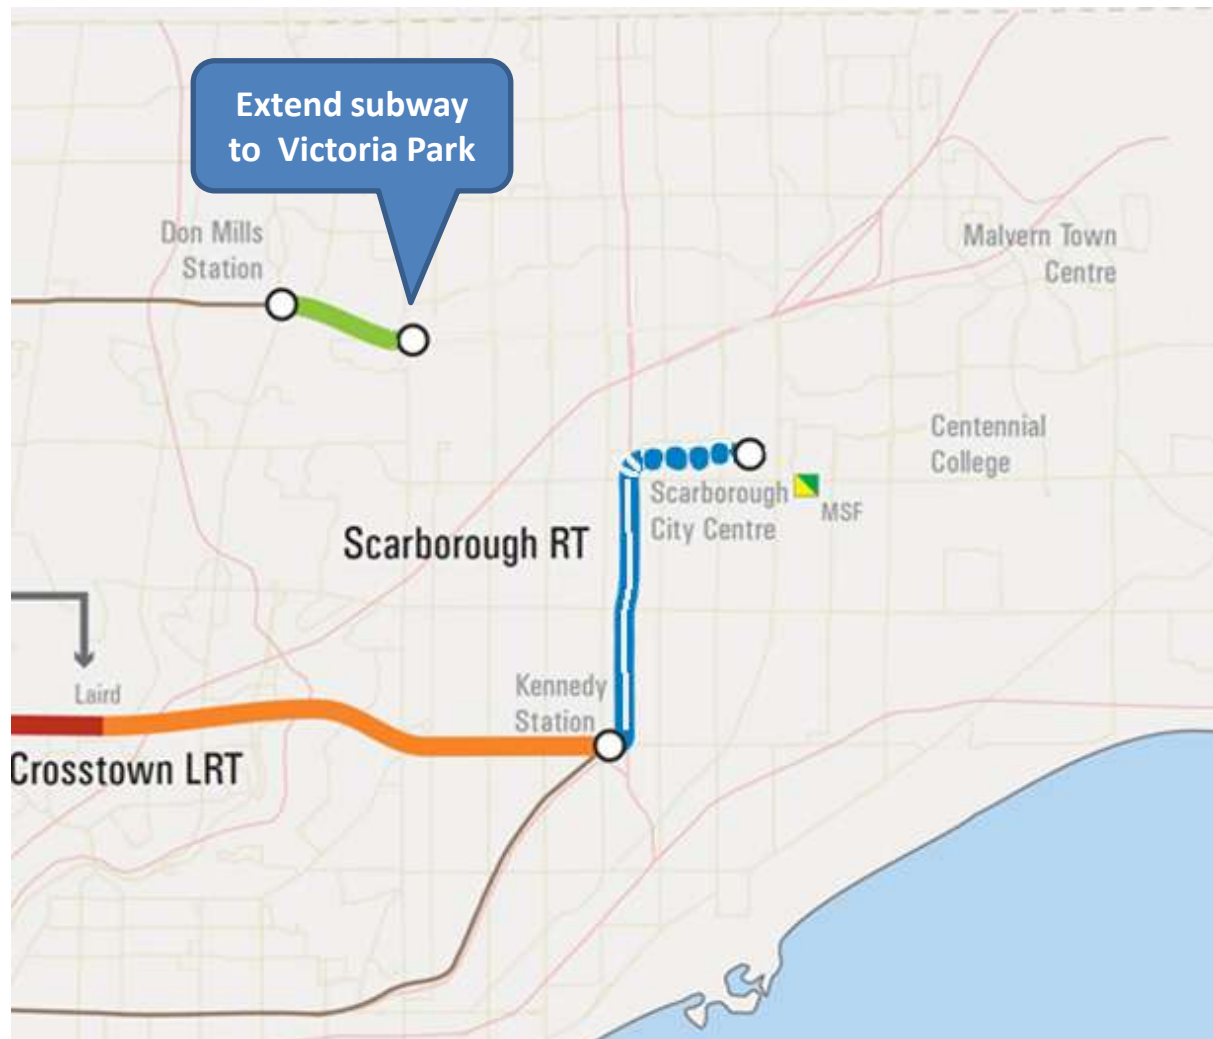 Extend subway
to Victoria Park
Don Mills
Station
Malvern Town
Centre
Centennial
College
Scarborough
City Centre
MSF
Scarborough RT
Kennedy
Station
Laird
Crosstown LRT